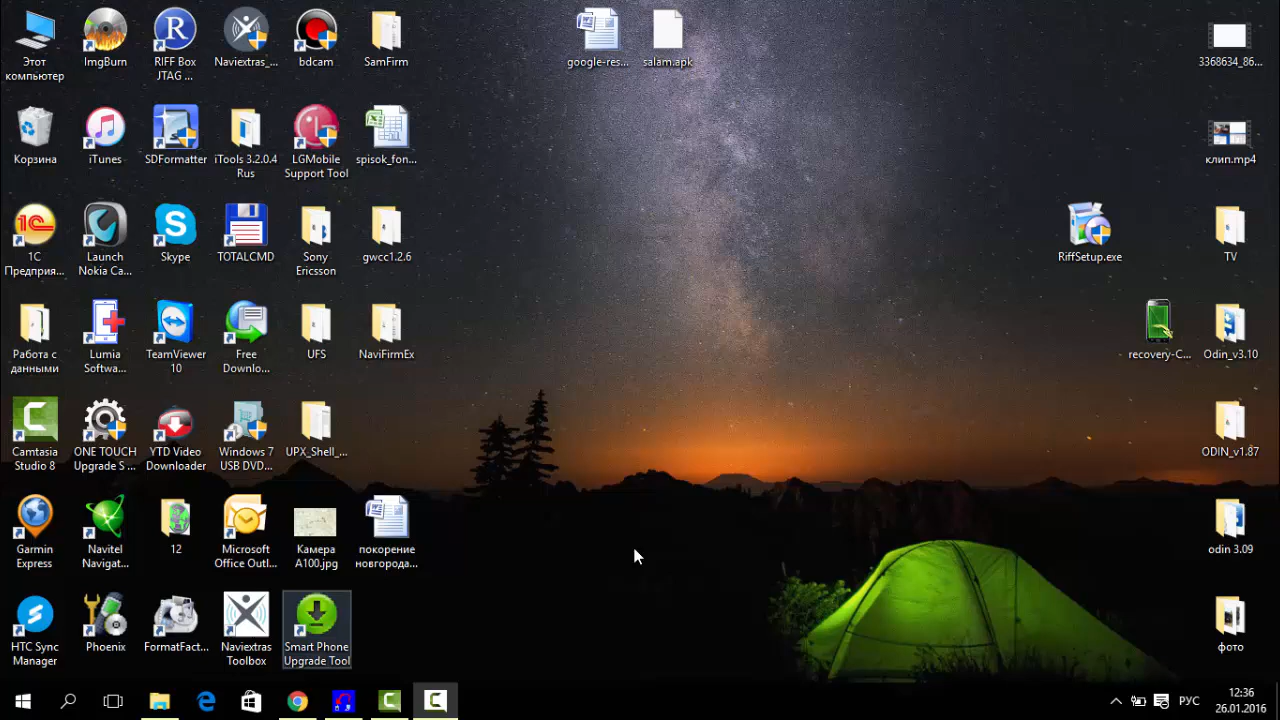 Этот
компьютер
ImgBurn
RIFF Box
JTAG ...
Naviextras_...
bdcam
SamFirm
google-res...
salam.apk
3368634_86...
Корзина
iTunes
SDFormatter
iTools 3.2.0.4
Rus
LGMobile
Support Tool
spisok_fon...
клип.mp4
1C
Предприя...
Launch
Nokia Ca...
Skype
TOTALCMD
Sony
Ericsson
gwcc1.2.6
RiffSetup.exe
TV
Работа с
данными
Lumia
Softwa...
TeamViewer
10
Free
Downlo...
UFS
NaviFirmEx
recovery-C...
Odin_v3.10
Camtasia
Studio 8
ONE TOUCH
Upgrade S ...
YTD Video
Downloader
Windows 7
USB DVD...
UPX_Shell_...
ODIN_v1.87
Garmin
Express
Navitel
Navigat...
12
Microsoft
Office Outl...
Камера
A100.jpg
покорение
новгорода...
odin 3.09
HTC Sync
Manager
Phoenix
FormatFact...
Naviextras
Toolbox
Smart Phone
Upgrade Tool
фото
РУС
12:36
26.01.2016